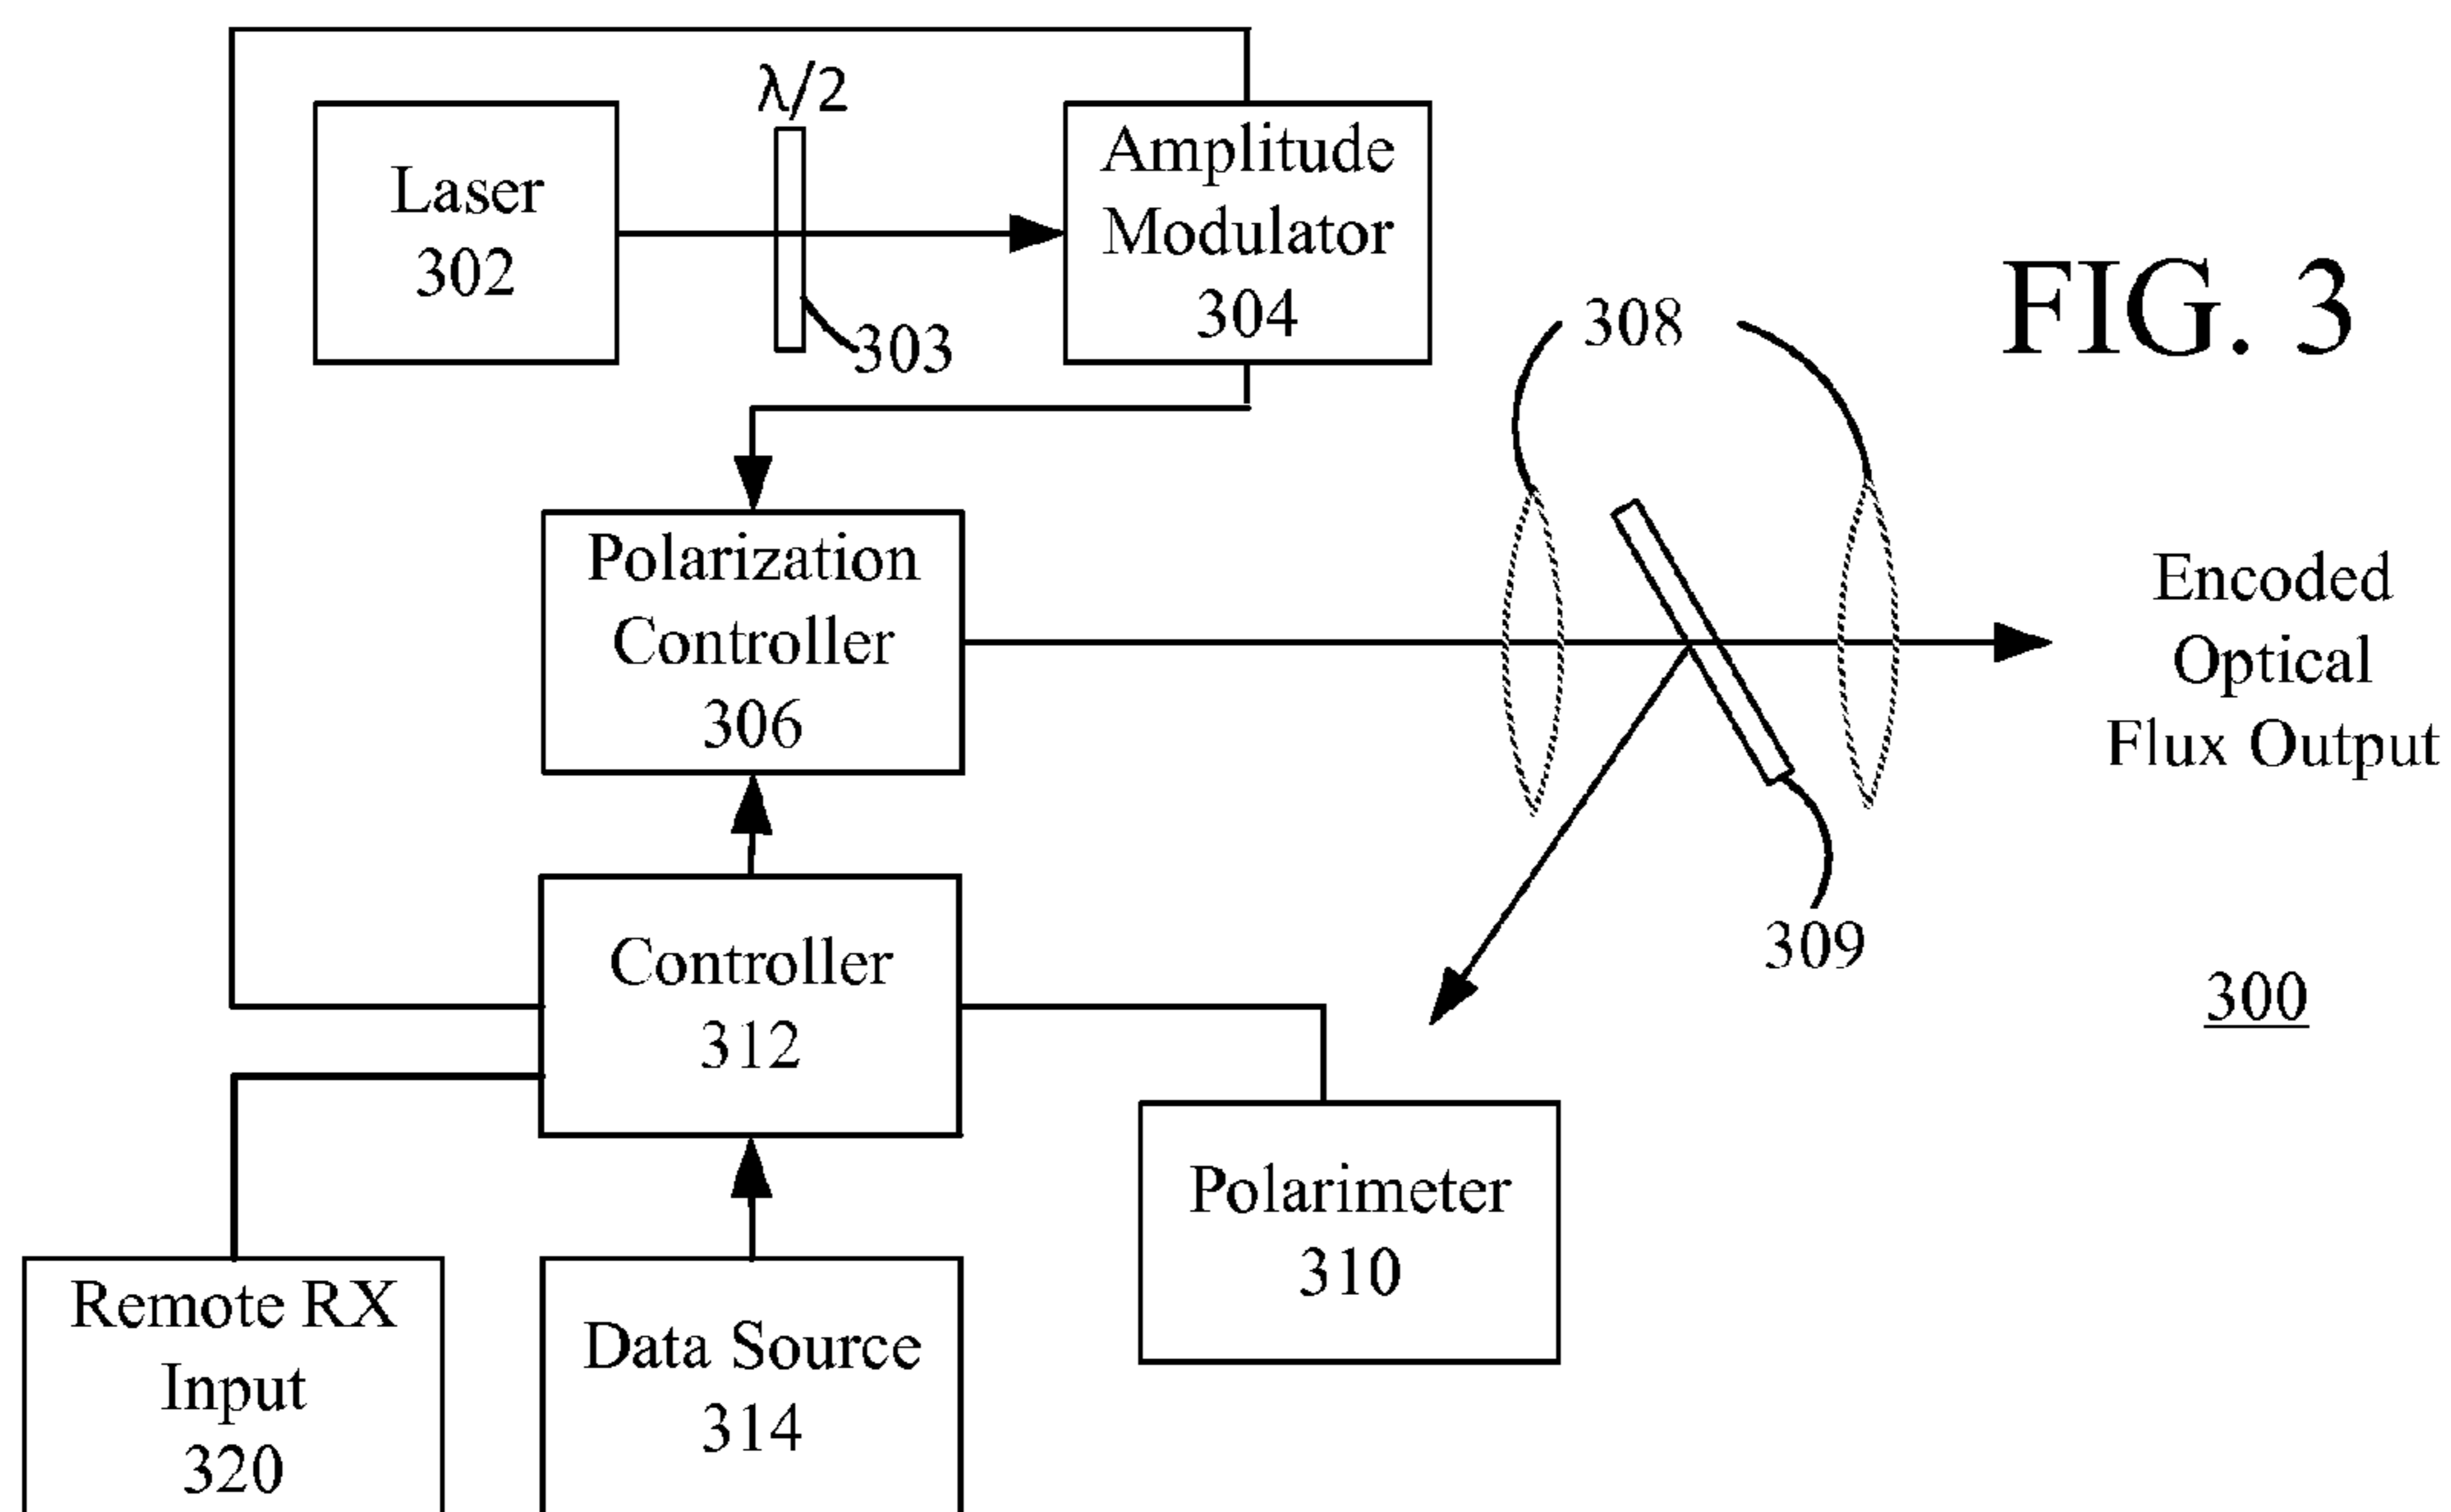 λ/2
Laser
302
303
Amplitude
Modulator
304
FIG. 3
308
Polarization
Controller
306
Encoded
Optical
Flux Output
309
300
Controller
312
Polarimeter
310
Remote RX
Input
320
Data Source
314